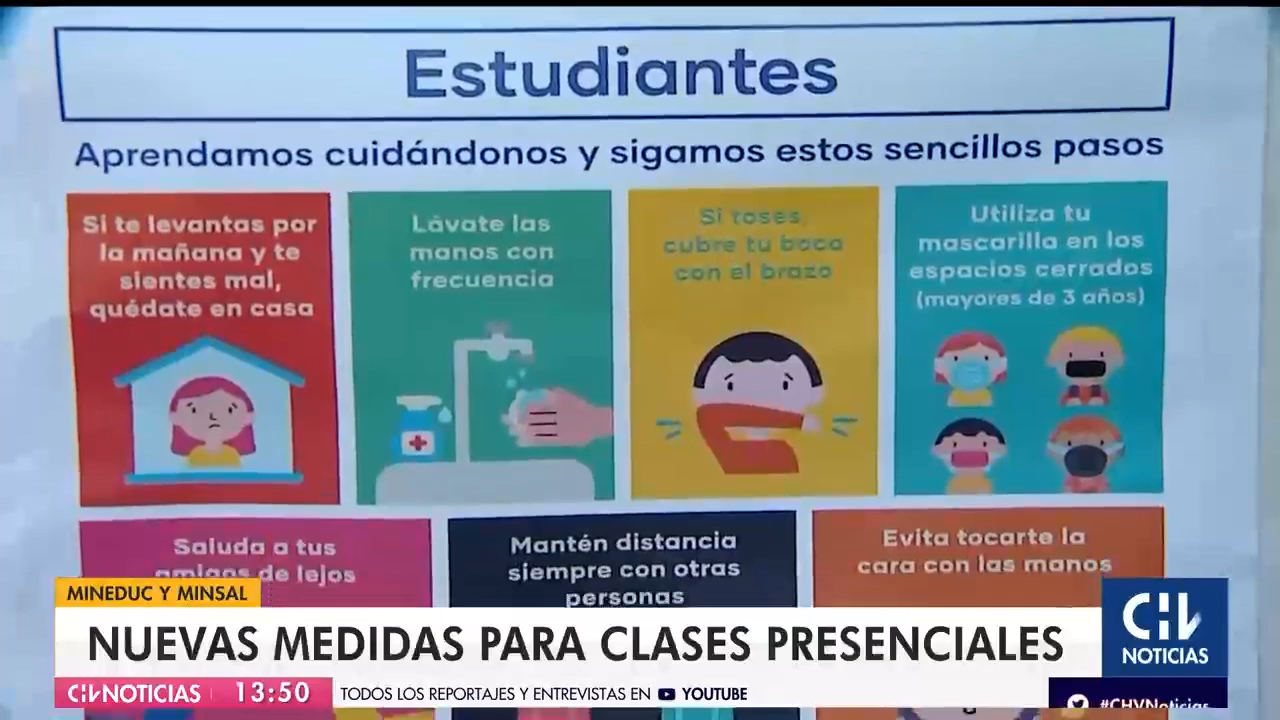 Estudiantes
Aprendamos cuidándonos y sigamos estos sencillos pasos
Si te levantas por
la mañana y te
sientes mal,
quédate en casa
Lávate las
manos con
frecuencia
Si toses,
cubre tu boca
con el brazo
Utiliza tu
mascarilla en los
espacios cerrados
(mayores de 3 años)
Saluda a tus
amigos de lejos
Mantén distancia
siempre con otras
personas
Evita tocarte la
cara con las manos
MINEDUC Y MINSAL
NUEVAS MEDIDAS PARA CLASES PRESENCIALES
CHV
NOTICIAS
CHV NOTICIAS 13:50 TODOS LOS REPORTAJES Y ENTREVISTAS EN YOUTUBE
#CHVNoticias